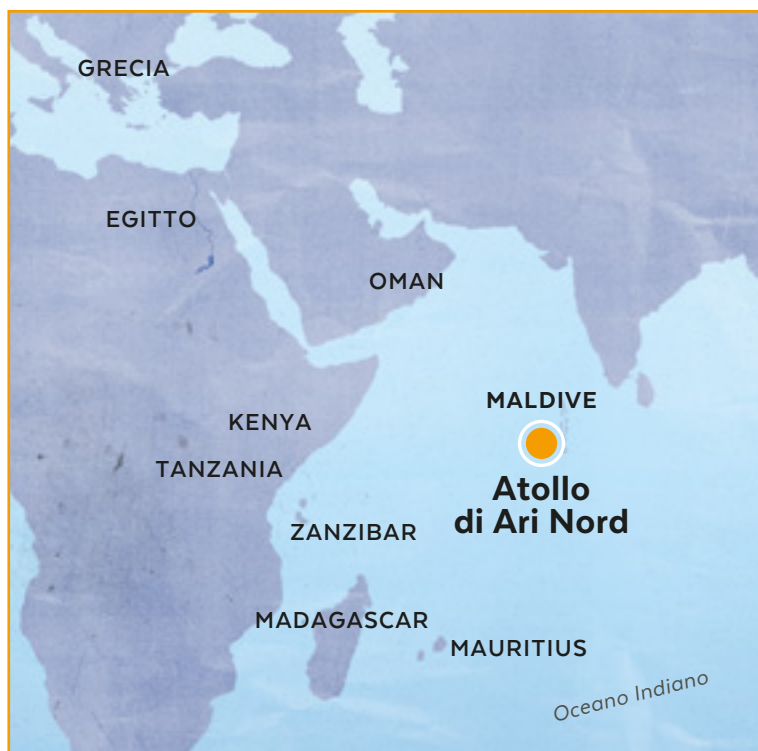 GRECIA
EGITTO
OMAN
MALDIVE
KENYA
TANZANIA
Atollo
di Ari Nord
ZANZIBAR
MADAGASCAR
MAURITIUS
Oceano Indiano